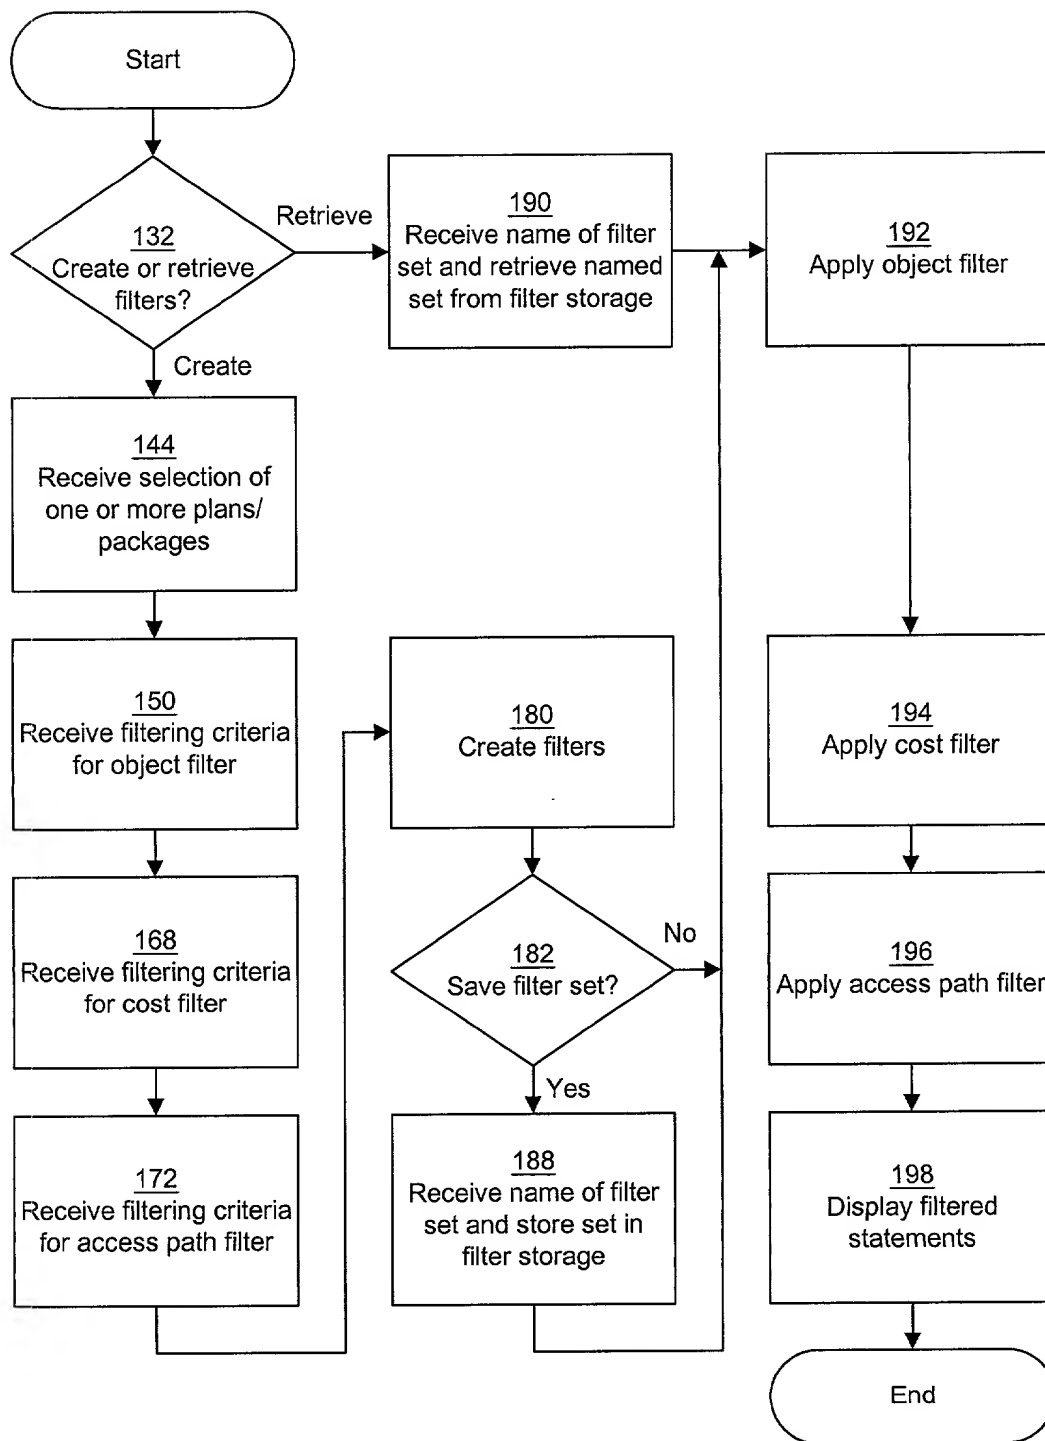 Start
132
Create or retrieve
filters?
Retrieve
Create
190
Receive name of filter
set and retrieve named
set from filter storage
192
Apply object filter
144
Receive selection of
one or more plans/
packages
150
Receive filtering criteria
for object filter
168
Receive filtering criteria
for cost filter
172
Receive filtering criteria
for access path filter
180
Create filters
182
Save filter set?
No
Yes
188
Receive name of filter
set and store set in
filter storage
194
Apply cost filter
196
Apply access path filter
198
Display filtered
statements
End